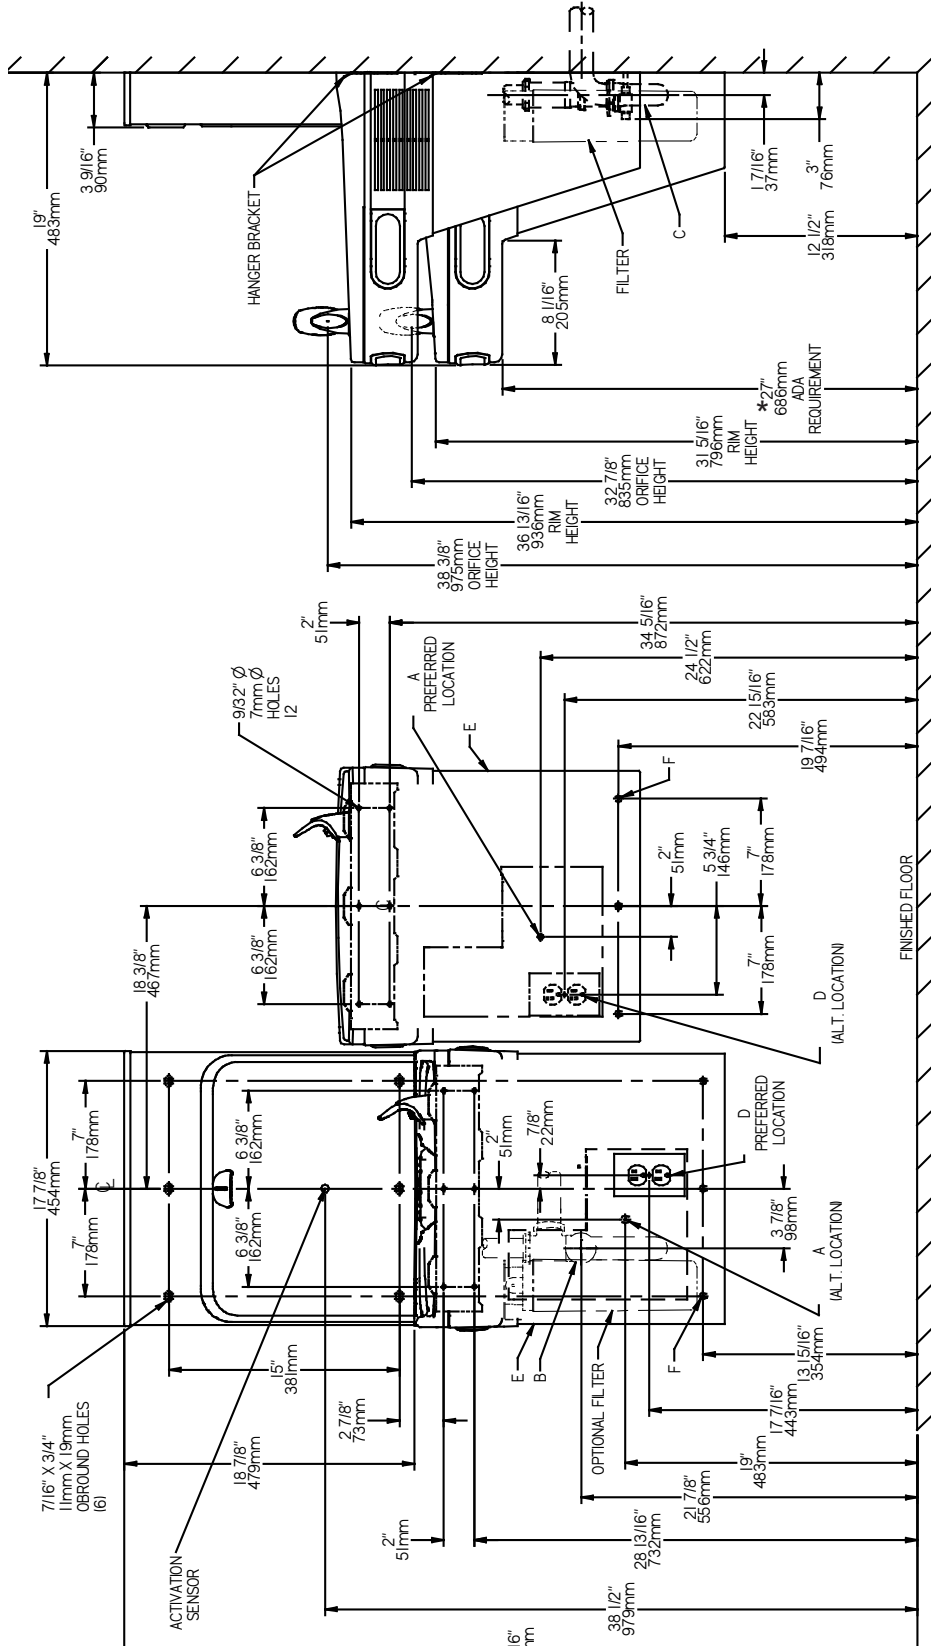 19"
483mm
3 9/16"
90mm
HANGER BRACKET
8 1/16"
205mm
FILTER
C
1 7/16"
37mm
3"
76mm
12 1/2"
318mm
*27"
686mm
ADA
REQUIREMENT
31 5/16"
796mm
RIM
HEIGHT
32 7/8"
835mm
ORIFICE
HEIGHT
36 13/16"
936mm
RIM
HEIGHT
38 3/8"
975mm
ORIFICE
HEIGHT
2"
51mm
9/32" Ø
7mm Ø
HOLES
12
A
PREFERRED
LOCATION
E
34 5/16"
872mm
24 1/2"
622mm
22 15/16"
583mm
19 7/16"
494mm
F
6 3/8"
162mm
6 3/8"
162mm
18 3/8"
467mm
2"
51mm
5 3/4"
146mm
7"
178mm
7"
178mm
FINISHED FLOOR
D
(ALT. LOCATION)
17 7/8"
454mm
7"
178mm
7"
178mm
6 3/8"
162mm
6 3/8"
162mm
2"
51mm
7/8"
22mm
D
PREFERRED
LOCATION
3 7/8"
98mm
A
(ALT. LOCATION)
7/16" X 3/4"
11mm X 19mm
OBROUND HOLES
(6)
15"
381mm
2 7/8"
73mm
18 7/8"
479mm
ACTIVATION
SENSOR
2"
51mm
E
B
OPTIONAL FILTER
F
13 15/16"
354mm
17 7/16"
443mm
19"
483mm
21 7/8"
556mm
28 13/16"
732mm
38 1/2"
979mm